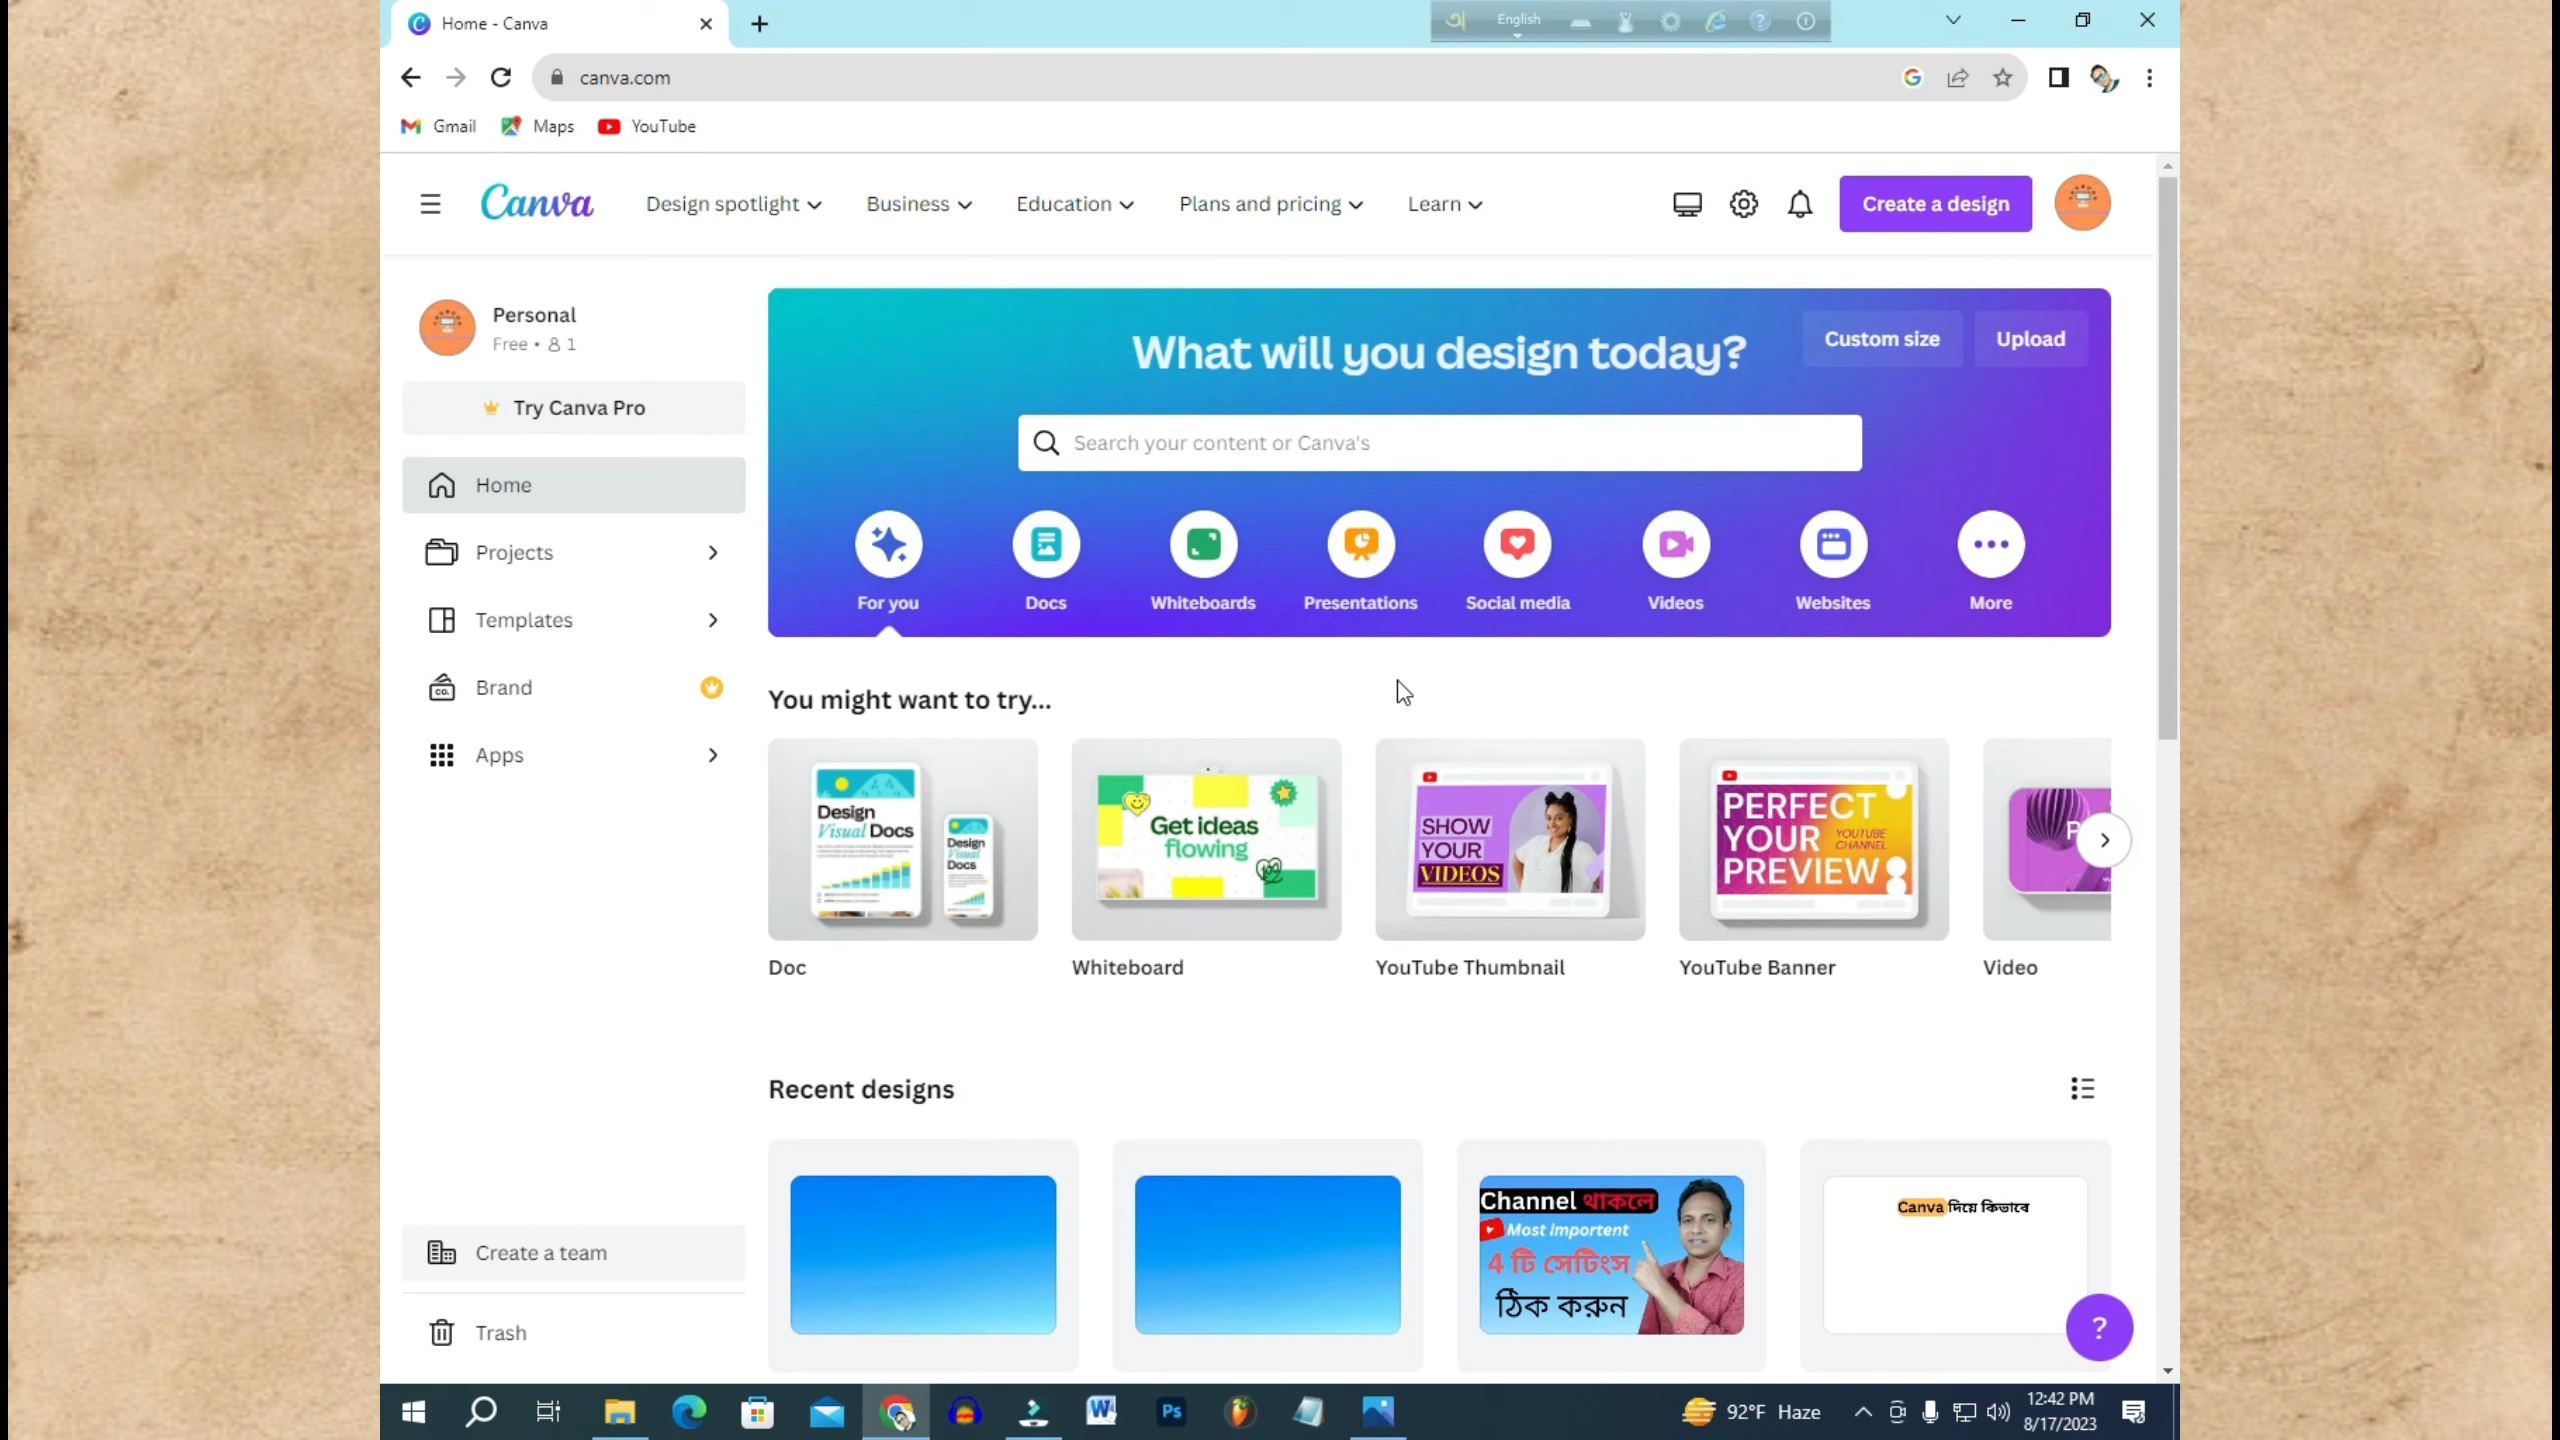 Home - Canva
English
canva.com
Gmail Maps YouTube
Canva Design spotlight Business Education Plans and pricing Learn Create a design
Personal
Free • 1
Try Canva Pro
Home
Projects
Templates
Brand
Apps
Create a team
Trash
What will you design today?
Custom size Upload
Search your content or Canva's
For you Docs Whiteboards Presentations Social media Videos Websites More
You might want to try...
Design
Visual Docs
Design
Visual
Docs
Get ideas
flowing
SHOW
YOUR
VIDEOS
PERFECT
YOUR
PREVIEW
YOUTUBE
CHANNEL
Doc Whiteboard YouTube Thumbnail YouTube Banner Video
Recent designs
Channel থাকলে
Most importent
4 টি সেটিংস
ঠিক করুন
Canva দিয়ে কিভাবে
?
92°F Haze
12:42 PM
8/17/2023